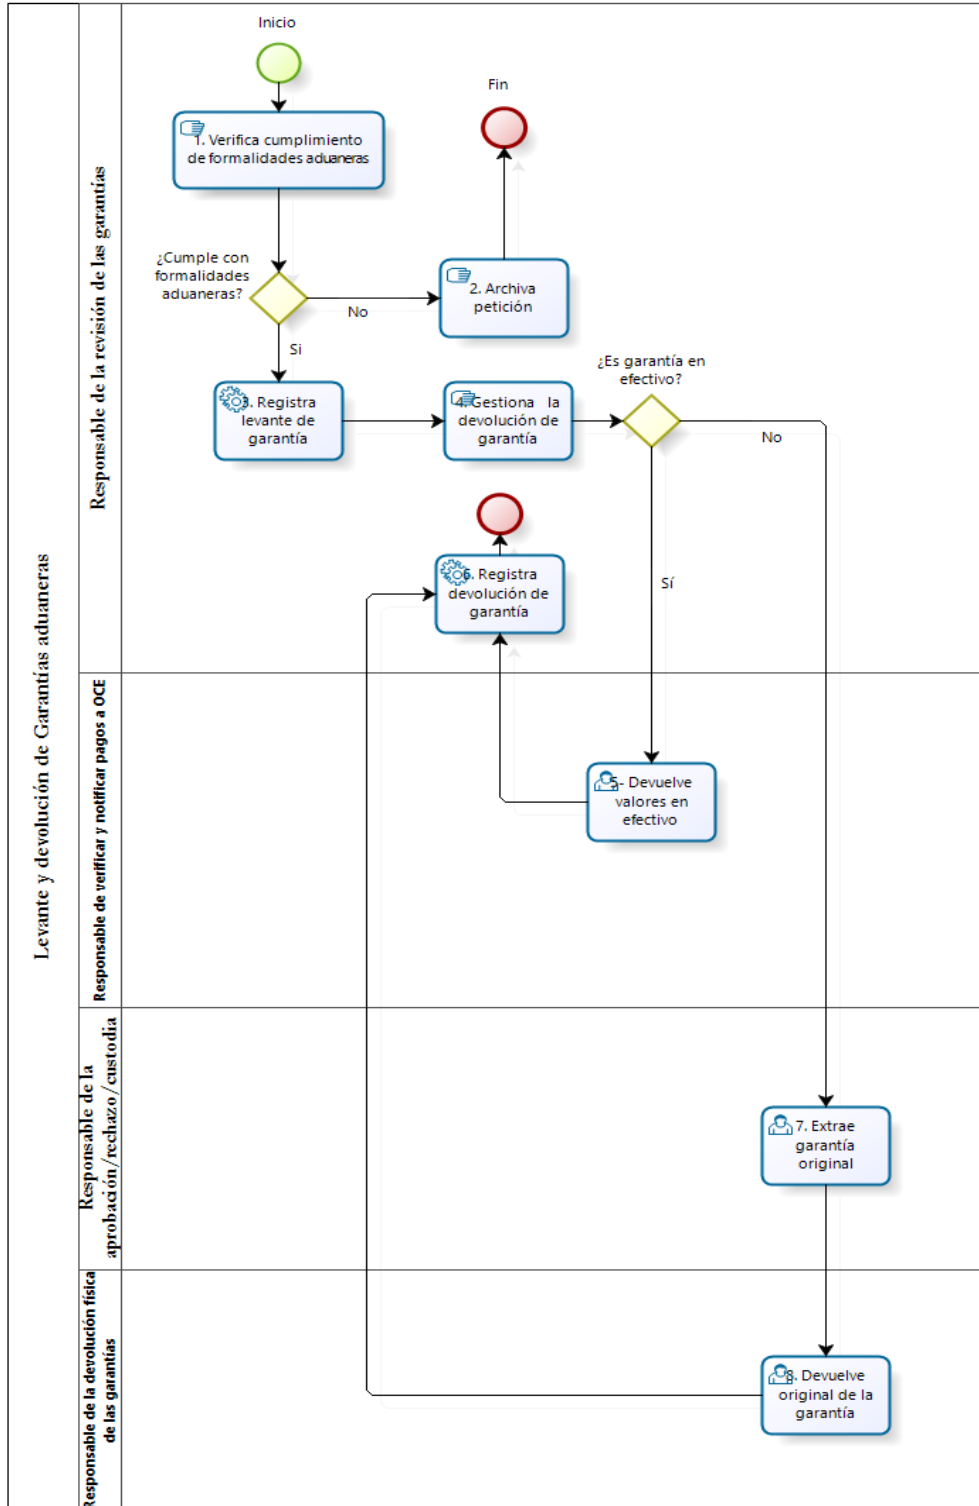 Levante y devolución de Garantías aduaneras
Responsable de la revisión de las garantías
Inicio
Fin
1. Verifica cumplimiento
de formalidades aduaneras
¿Cumple con
formalidades
aduaneras?
No
2. Archiva
petición
Si
¿Es garantía en
efectivo?
3. Registra
levante de
garantía
4. Gestiona la
devolución de
garantía
No
Sí
6. Registra
devolución de
garantía
Responsable de verificar y notificar pagos a OCE
5- Devuelve
valores en
efectivo
Responsable de la
aprobación/rechazo/custodia
7. Extrae
garantía
original
Responsable de la devolución física
de las garantías
8. Devuelve
original de la
garantía